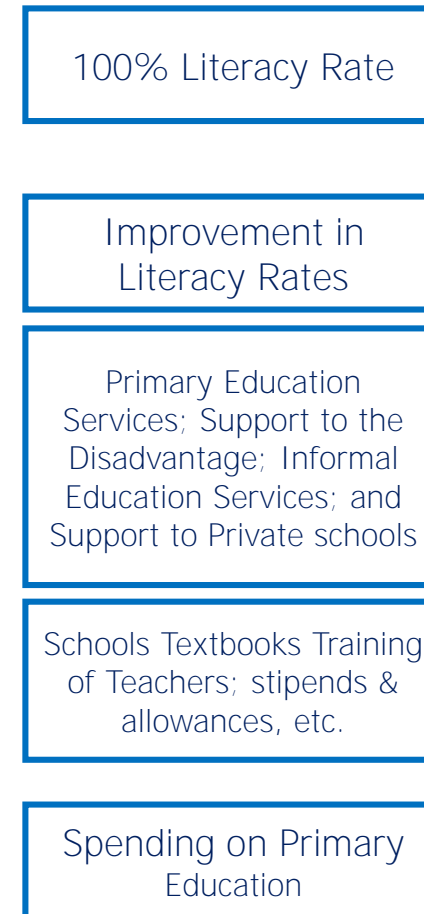 100% Literacy Rate
Improvement in
Literacy Rates
Primary Education
Services; Support to the
Disadvantage; Informal
Education Services; and
Support to Private schools
Schools Textbooks Training
of Teachers; stipends &
allowances, etc.
Spending on Primary
Education